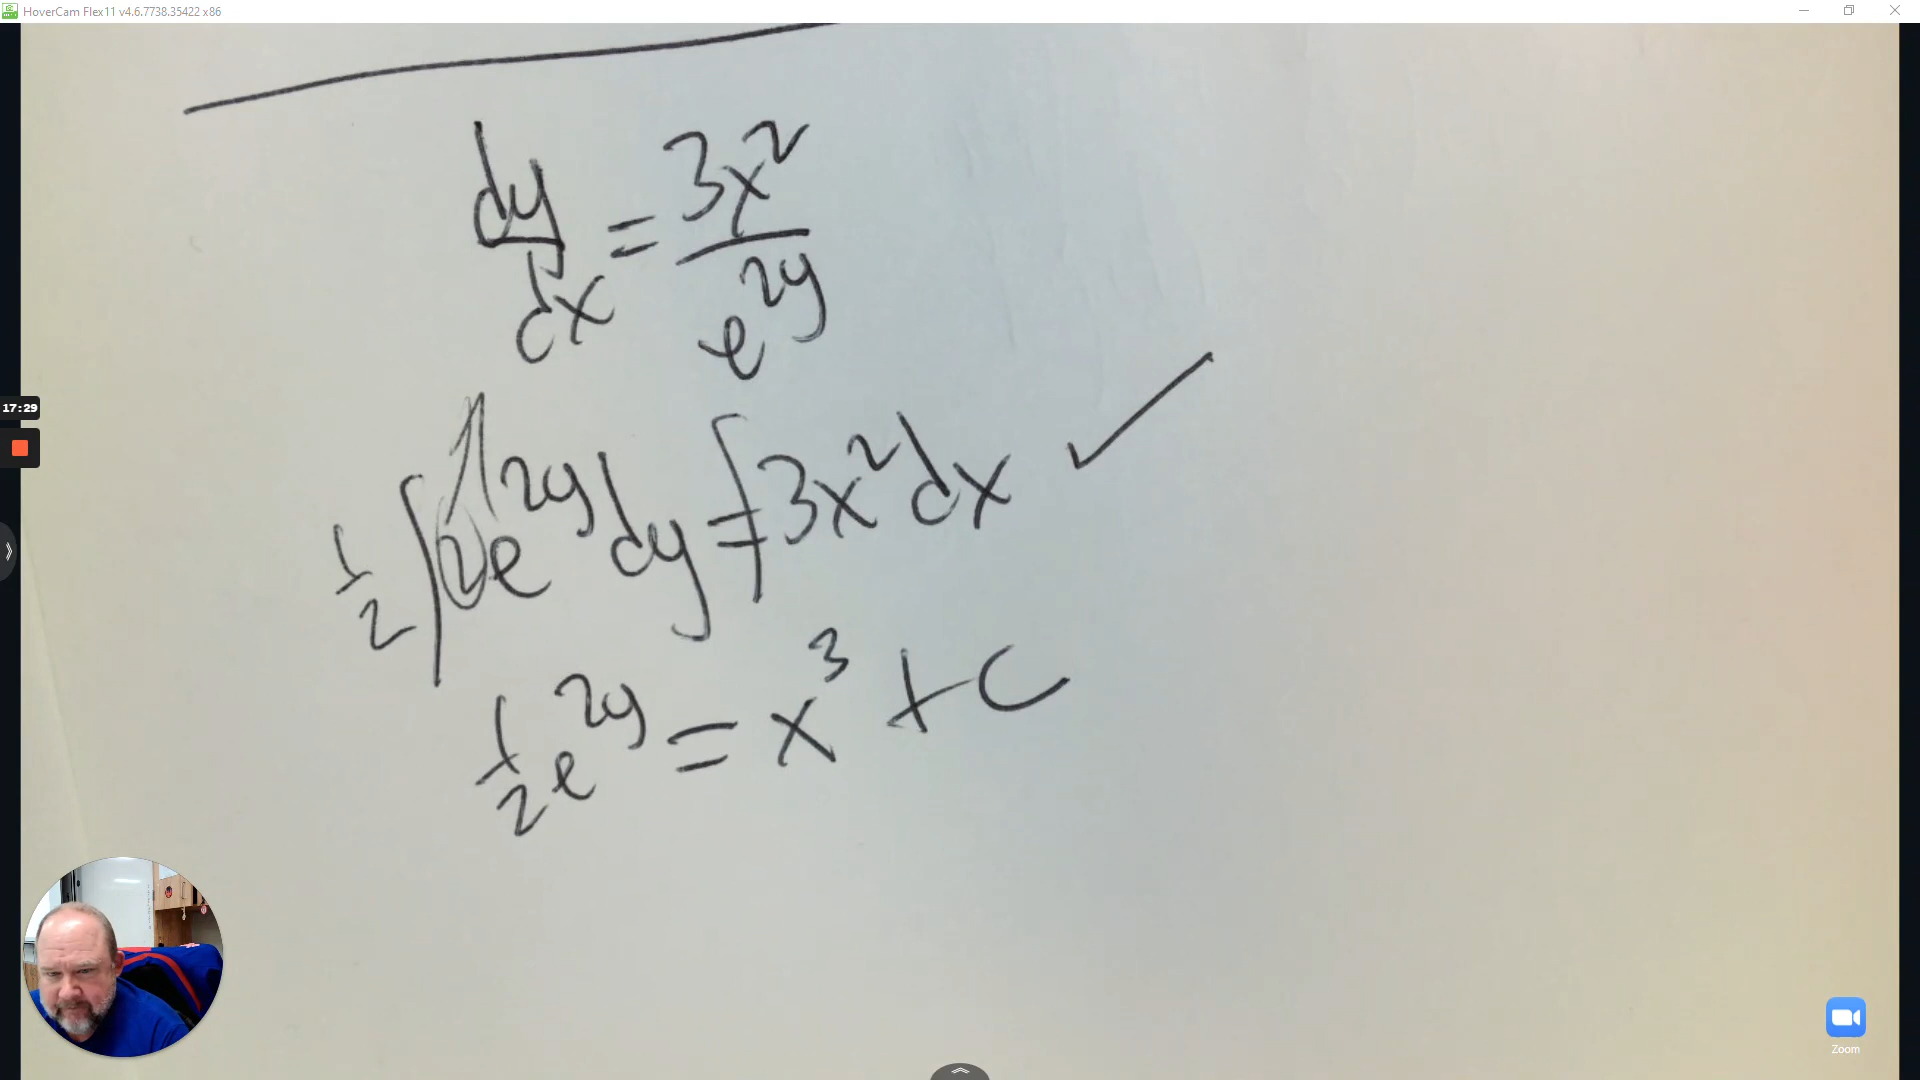 HoverCam Flex11 v4.6.7738.35422 x86
dy/dx = 3x²/e^(2y)
17:29
1/2 ∫ 2e^(2y) dy = ∫ 3x² dx ✓
1/2 e^(2y) = x³ + C
Zoom